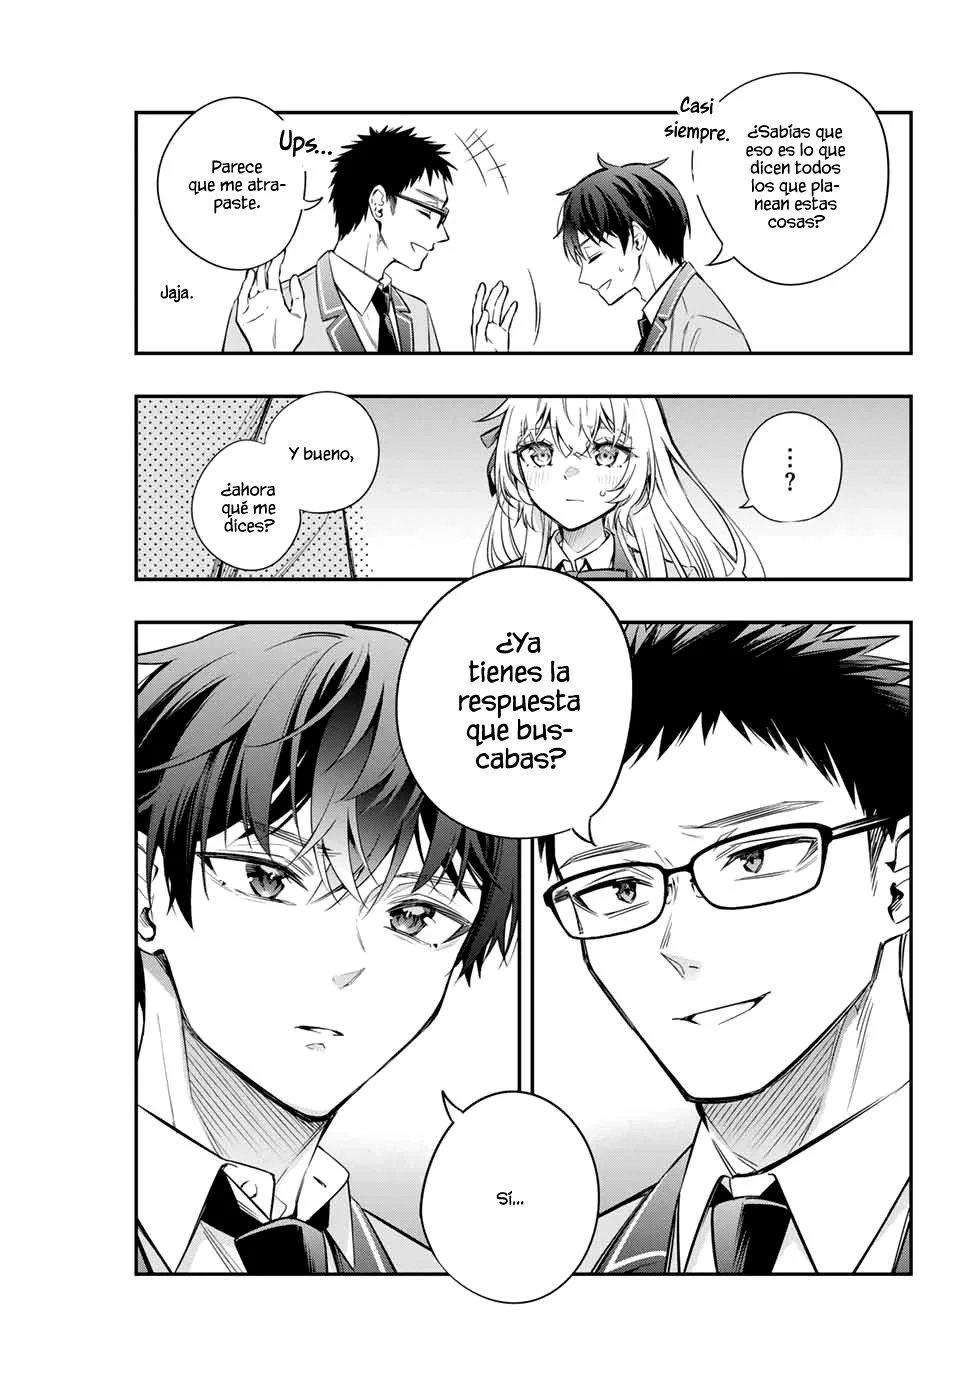 ¿Sabías que
eso es lo que
dicen todos
los que pla-
nean estas
cosas?
Casi
siempre.
Ups...
Parece
que me atra-
paste.
Jaja.
...?
Y bueno,
¿ahora
qué me
dices?
¿Ya
tienes la
respuesta
que bus-
cabas?
Sí...